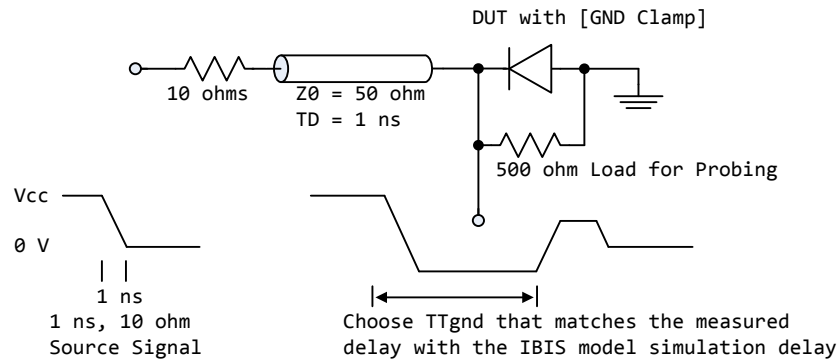 DUT with [GND Clamp]
10 ohms
Z0 = 50 ohm
TD = 1 ns
500 ohm Load for Probing
Vcc
0 V
1 ns
1 ns, 10 ohm
Source Signal
Choose TTgnd that matches the measured
delay with the IBIS model simulation delay